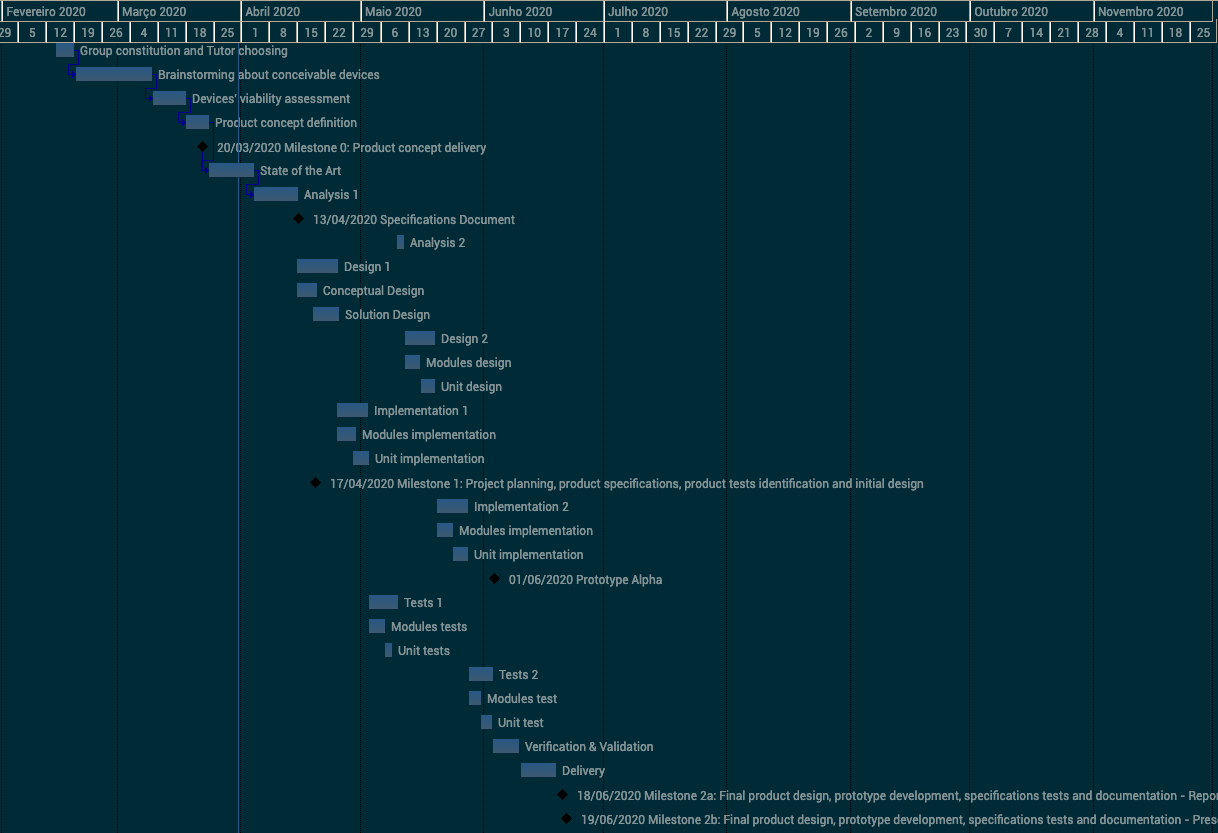 Fevereiro 2020 Março 2020 Abril 2020 Maio 2020 Junho 2020 Julho 2020 Agosto 2020 Setembro 2020 Outubro 2020 Novembro 2020
29 5 12 19 26 4 11 18 25 1 8 15 22 29 6 13 20 27 3 10 17 24 1 8 15 22 29 5 12 19 26 2 9 16 23 30 7 14 21 28 4 11 18 25
Group constitution and Tutor choosing
Brainstorming about conceivable devices
Devices' viability assessment
Product concept definition
20/03/2020 Milestone 0: Product concept delivery
State of the Art
Analysis 1
13/04/2020 Specifications Document
Analysis 2
Design 1
Conceptual Design
Solution Design
Design 2
Modules design
Unit design
Implementation 1
Modules implementation
Unit implementation
17/04/2020 Milestone 1: Project planning, product specifications, product tests identification and initial design
Implementation 2
Modules implementation
Unit implementation
01/06/2020 Prototype Alpha
Tests 1
Modules tests
Unit tests
Tests 2
Modules test
Unit test
Verification & Validation
Delivery
18/06/2020 Milestone 2a: Final product design, prototype development, specifications tests and documentation - Repo
19/06/2020 Milestone 2b: Final product design, prototype development, specifications tests and documentation - Pres